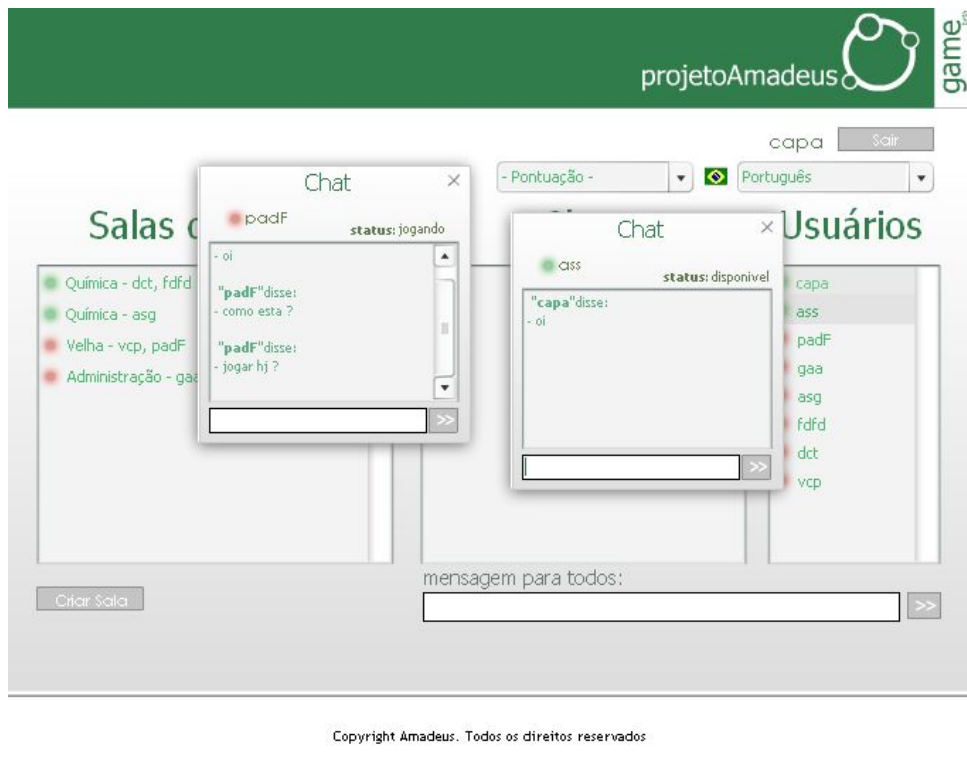 projetoAmadeus
game
capa Sair
- Pontuação - Português
Salas
Usuários
Química - dct, fdfd
Química - asg
Velha - vcp, padF
Administração - gaa
Chat
padF
status: jogando
- oi
"padF"disse:
- como esta ?
"padF"disse:
- jogar hj ?
>>
Chat
ass
status: disponivel
"capa"disse:
- oi
>>
capa
ass
padF
gaa
asg
fdfd
dct
vcp
Criar Sala
mensagem para todos:
>>
Copyright Amadeus. Todos os direitos reservados